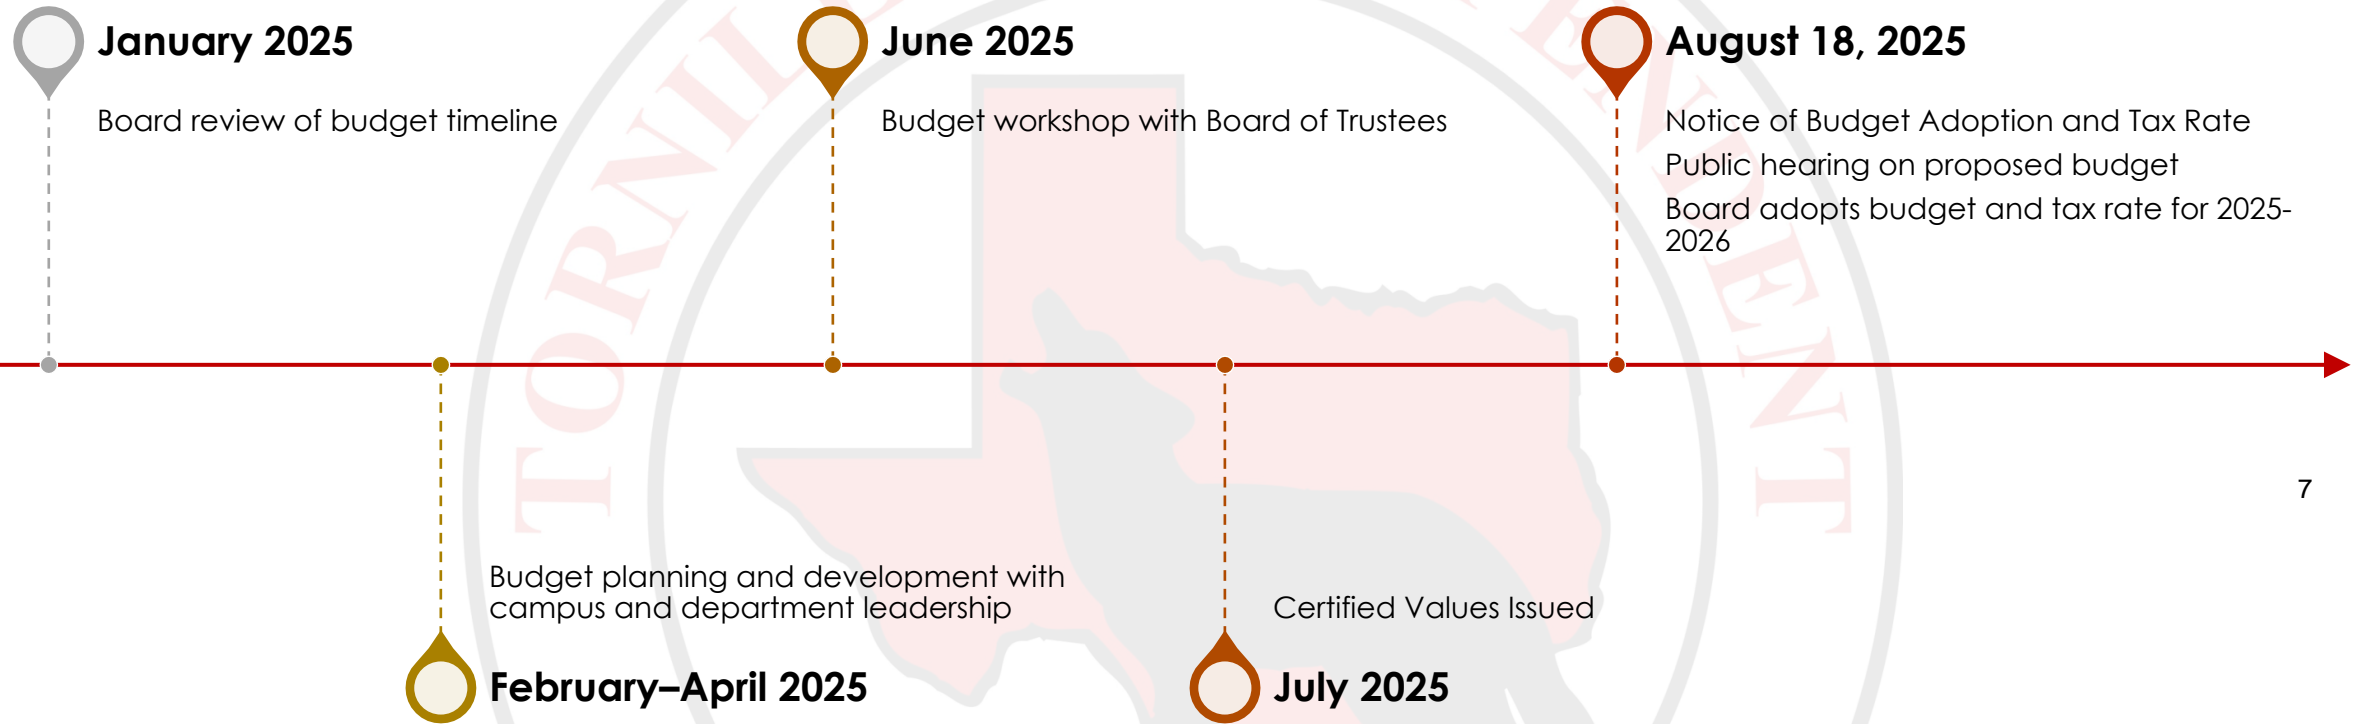 January 2025
Board review of budget timeline
June 2025
Budget workshop with Board of Trustees
August 18, 2025
Notice of Budget Adoption and Tax Rate
Public hearing on proposed budget
Board adopts budget and tax rate for 2025-
2026
Budget planning and development with
campus and department leadership
February–April 2025
Certified Values Issued
July 2025
7